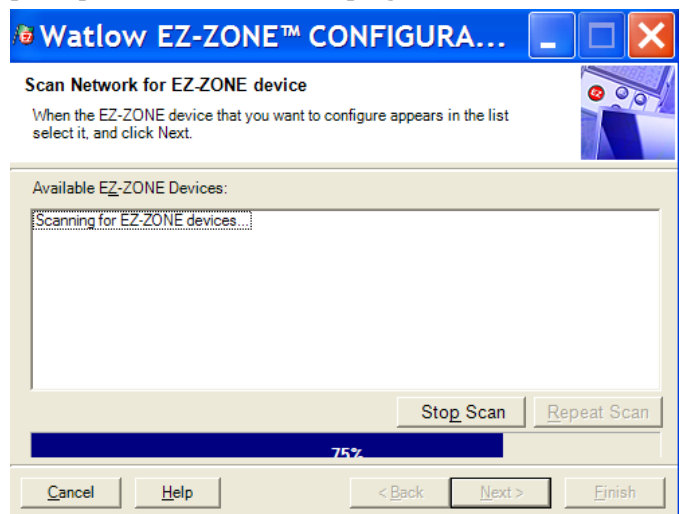 Watlow EZ-ZONE™ CONFIGURA...
Scan Network for EZ-ZONE device
When the EZ-ZONE device that you want to configure appears in the list
select it, and click Next.
Available EZ-ZONE Devices:
Scanning for EZ-ZONE devices...
Stop Scan Repeat Scan
75%
Cancel Help < Back Next > Finish